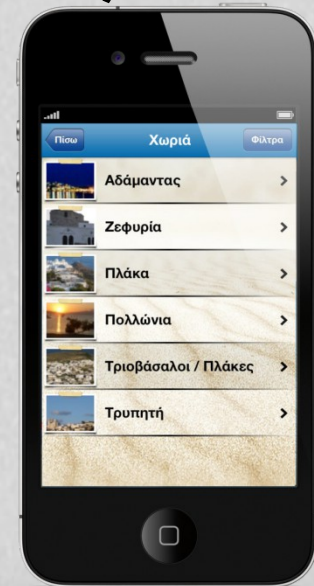 Πίσω
Χωριά
Φίλτρα
Αδάμαντας
Ζεφυρία
Πλάκα
Πολλώνια
Τριοβάσαλοι / Πλάκες
Τρυπητή